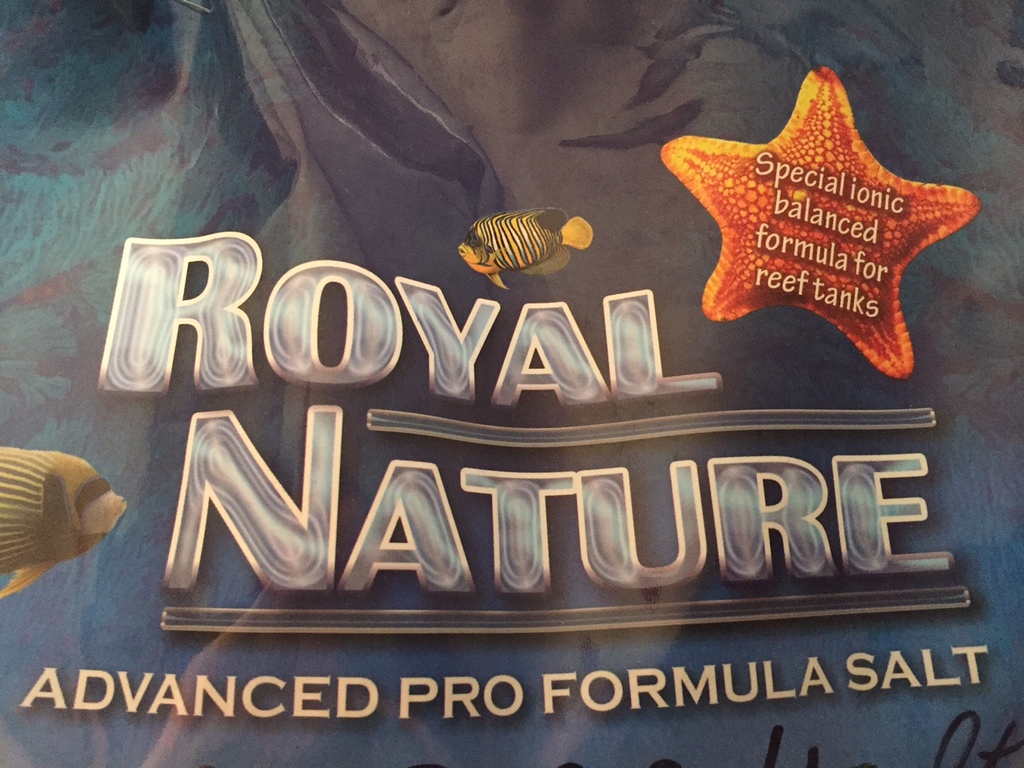 Special ionic
balanced
formula for
reef tanks
ROYAL
NATURE
ADVANCED PRO FORMULA SALT